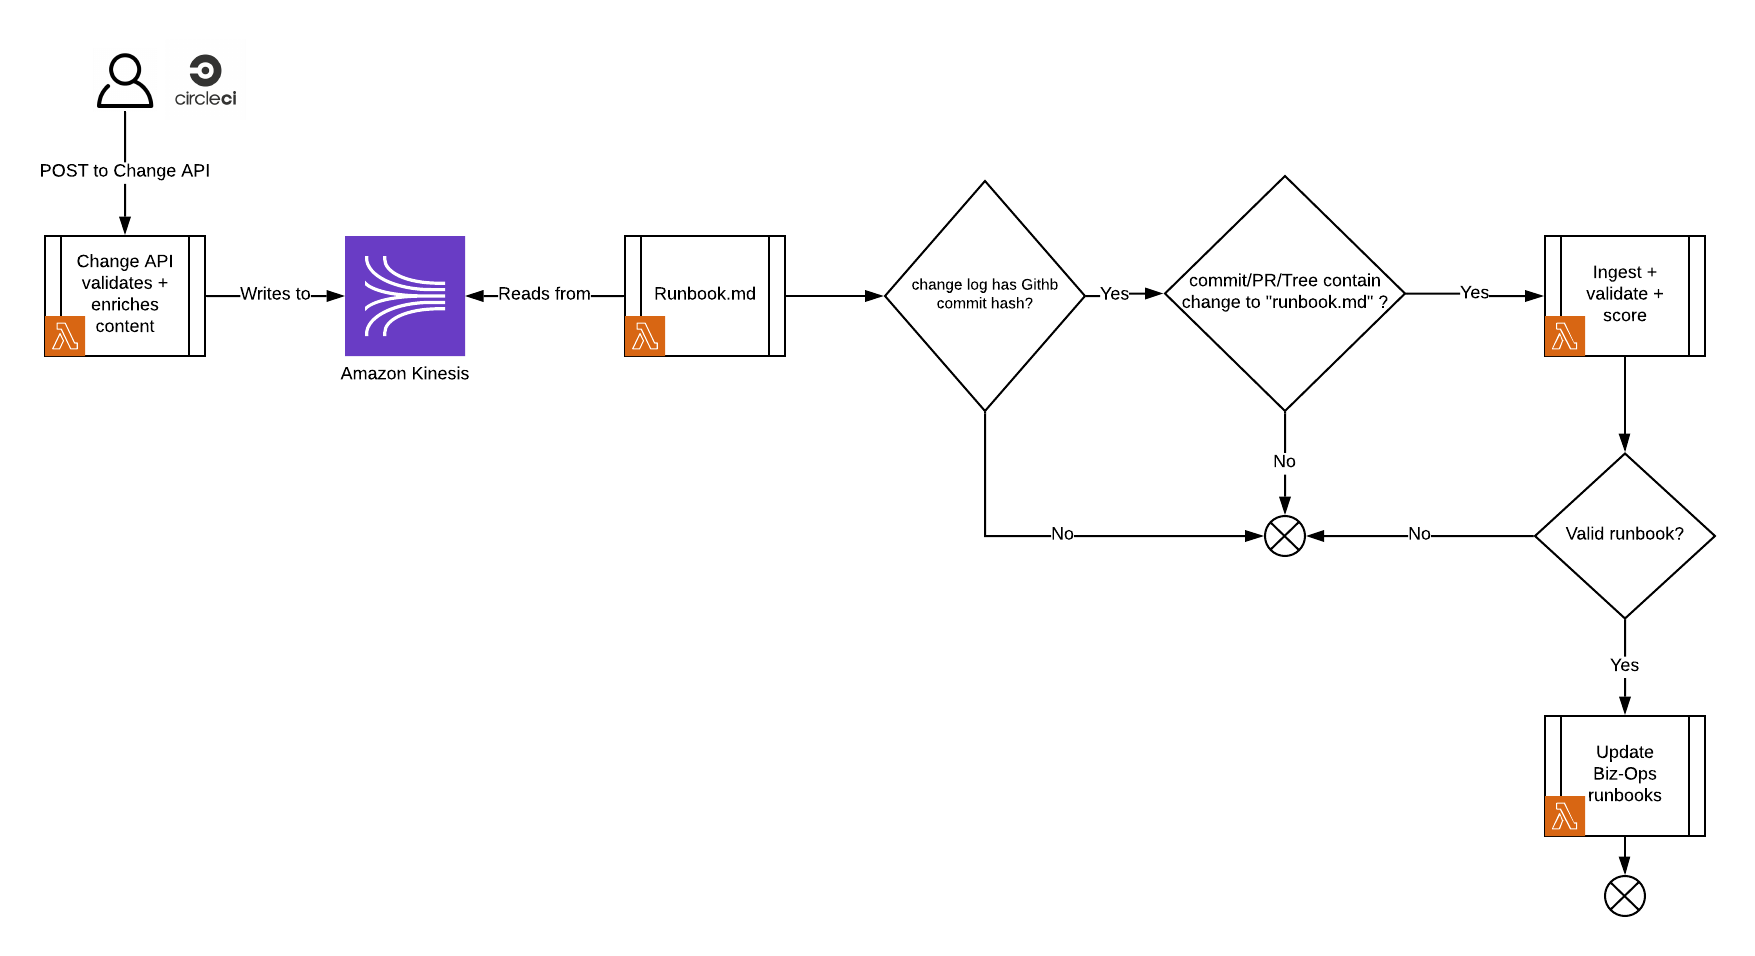 circleci
POST to Change API
Change API
validates +
enriches
content
Writes to
Amazon Kinesis
Reads from
Runbook.md
change log has Githb
commit hash?
Yes
commit/PR/Tree contain
change to "runbook.md" ?
Yes
Ingest +
validate +
score
No
No
No
Valid runbook?
Yes
Update
Biz-Ops
runbooks